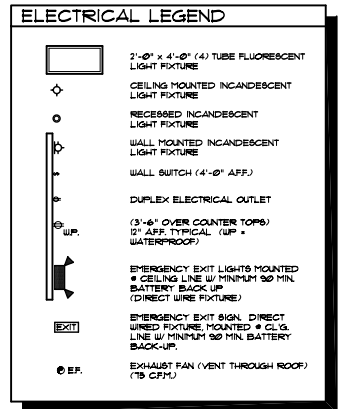 ELECTRICAL LEGEND
2'-0" x 4'-0" (4) TUBE FLUORESCENT
LIGHT FIXTURE
CEILING MOUNTED INCANDESCENT
LIGHT FIXTURE
RECESSED INCANDESCENT
LIGHT FIXTURE
WALL MOUNTED INCANDESCENT
LIGHT FIXTURE
WALL SWITCH (4'-0" A.F.F.)
DUPLEX ELECTRICAL OUTLET
W.P.
(3'-6" OVER COUNTER TOPS)
12" A.F.F. TYPICAL (WP =
WATERPROOF)
EMERGENCY EXIT LIGHTS MOUNTED
@ CEILING LINE W/ MINIMUM 90 MIN.
BATTERY BACK UP
(DIRECT WIRE FIXTURE)
EXIT
EMERGENCY EXIT SIGN. DIRECT
WIRED FIXTURE, MOUNTED @ CL'G.
LINE W/ MINIMUM 90 MIN. BATTERY
BACK-UP.
E.F.
EXHAUST FAN (VENT THROUGH ROOF)
(75 C.F.M.)